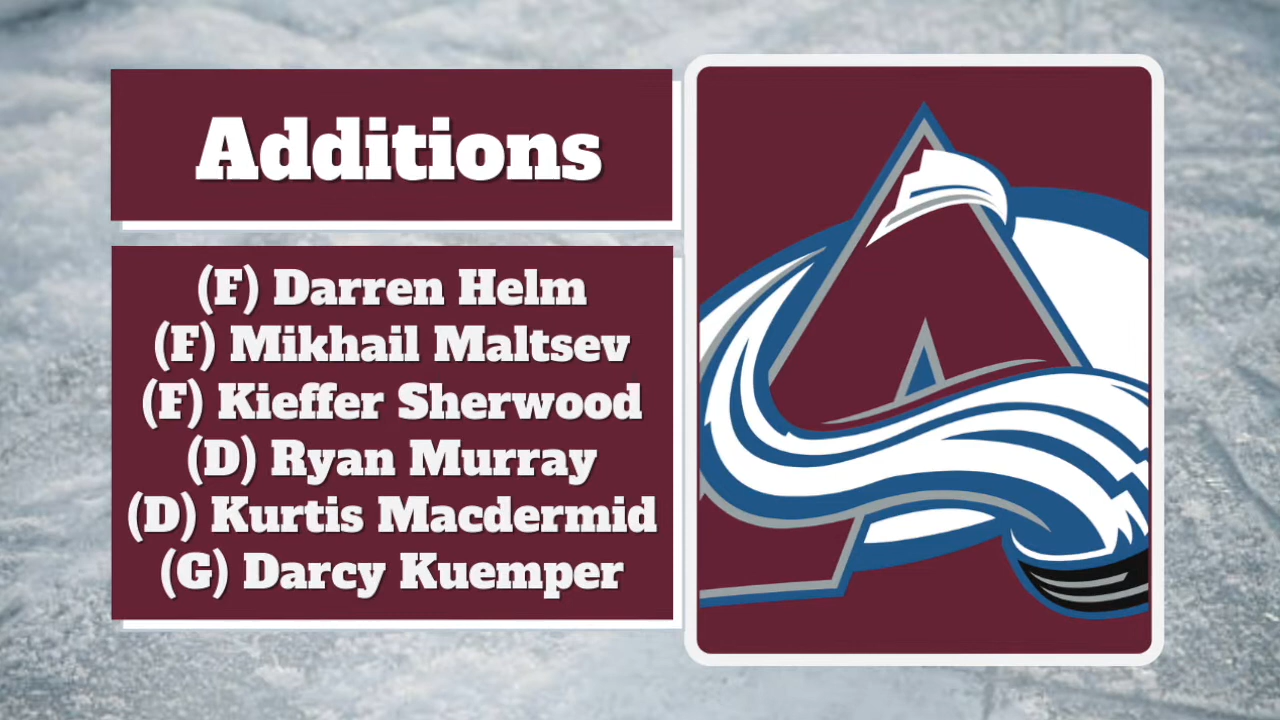 Additions
(F) Darren Helm
(F) Mikhail Maltsev
(F) Kieffer Sherwood
(D) Ryan Murray
(D) Kurtis Macdermid
(G) Darcy Kuemper